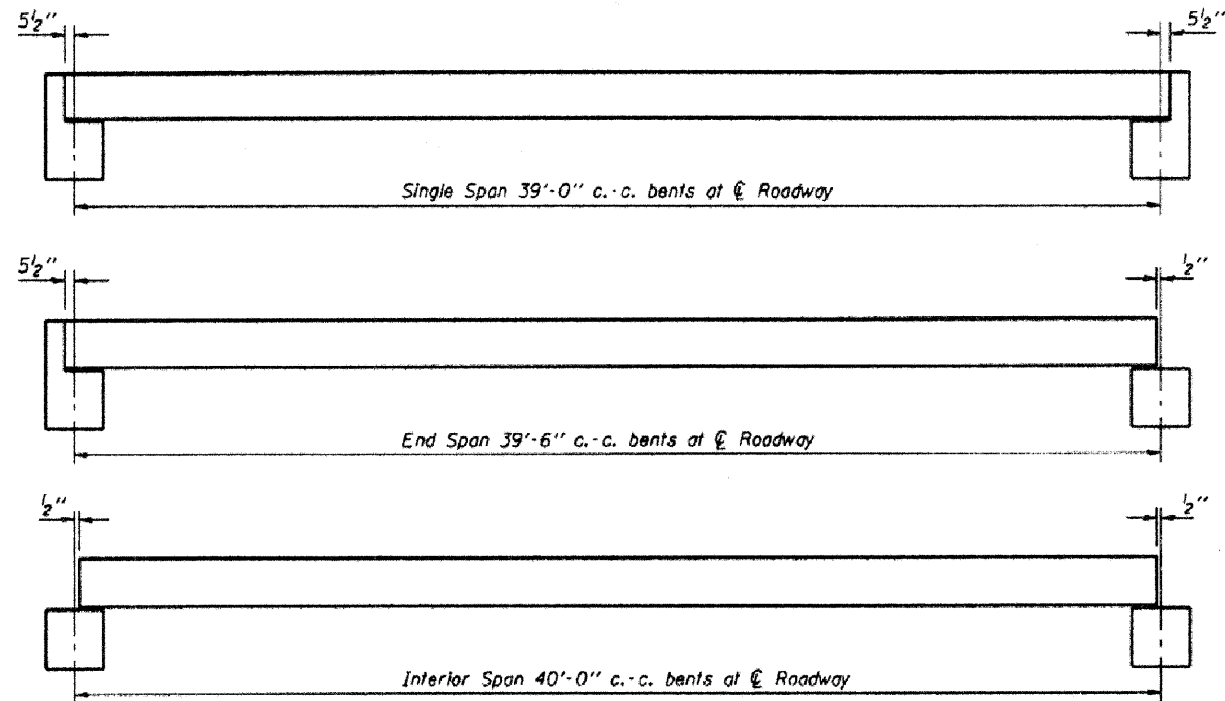 5½" 5½"
Single Span 39'-0" c.-c. bents at ℄ Roadway
5½" ½"
End Span 39'-6" c.-c. bents at ℄ Roadway
½" ½"
Interior Span 40'-0" c.-c. bents at ℄ Roadway